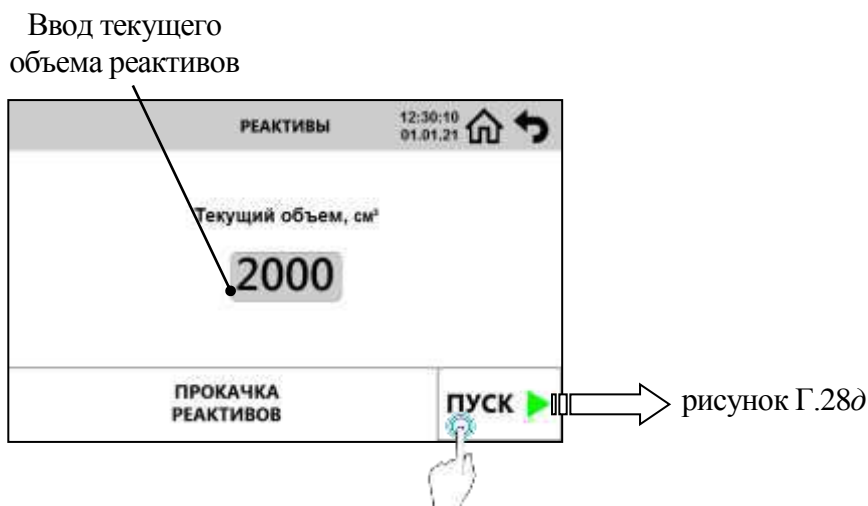 Ввод текущего
объема реактивов
РЕАКТИВЫ
12:30:10
01.01.21
Текущий объем, см³
2000
ПРОКАЧКА
РЕАКТИВОВ
ПУСК
рисунок Г.28д